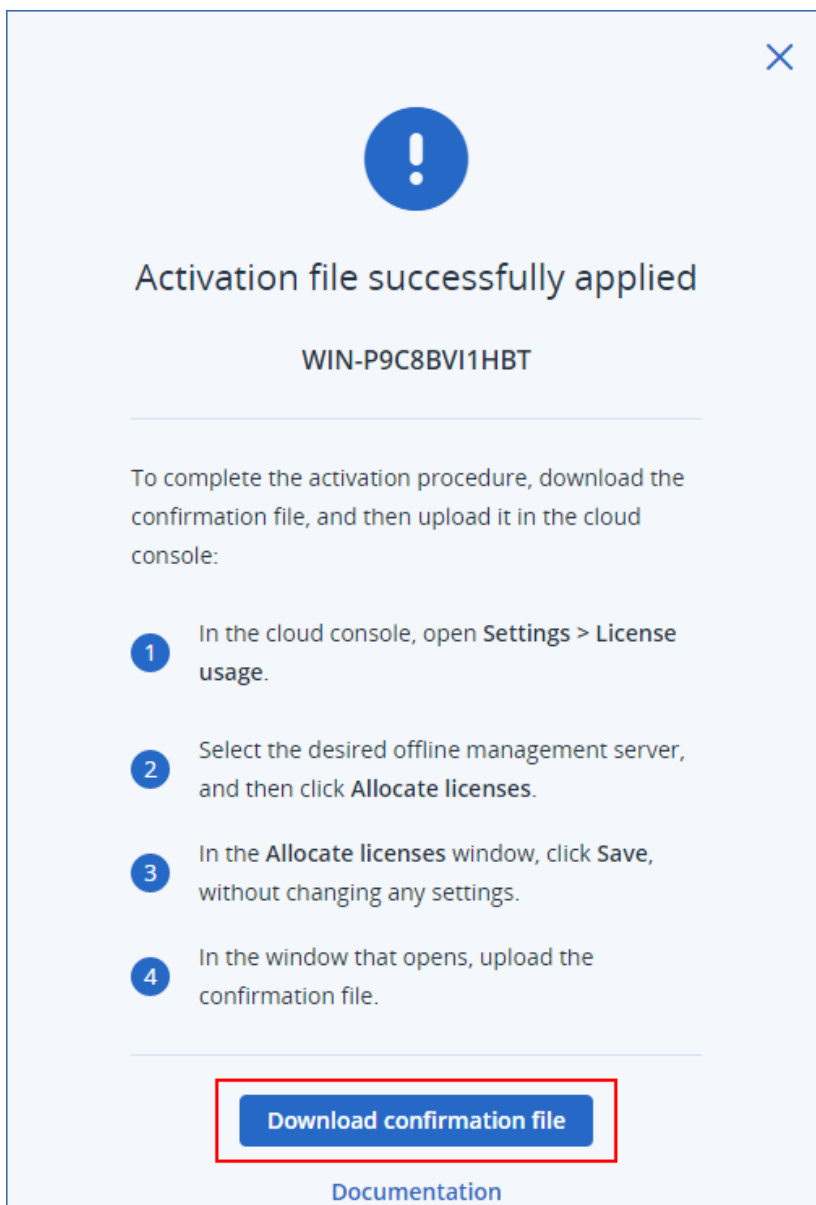 Activation file successfully applied
WIN-P9C8BVI1HBT
To complete the activation procedure, download the
confirmation file, and then upload it in the cloud
console:
1 In the cloud console, open Settings > License
usage.
2 Select the desired offline management server,
and then click Allocate licenses.
3 In the Allocate licenses window, click Save,
without changing any settings.
4 In the window that opens, upload the
confirmation file.
Download confirmation file
Documentation